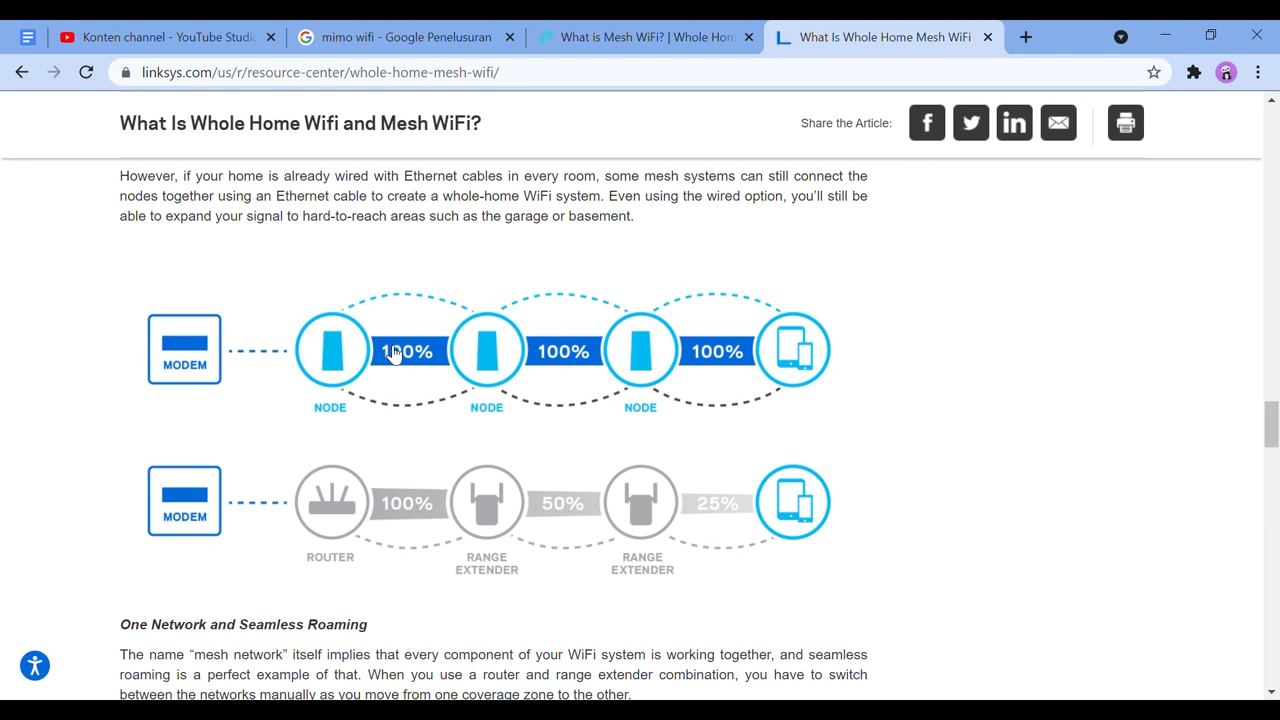 Konten channel - YouTube Studi
mimo wifi - Google Penelusuran
What is Mesh WiFi? | Whole Hom
What Is Whole Home Mesh WiFi
linksys.com/us/r/resource-center/whole-home-mesh-wifi/
What Is Whole Home Wifi and Mesh WiFi?
Share the Article:
However, if your home is already wired with Ethernet cables in every room, some mesh systems can still connect the
nodes together using an Ethernet cable to create a whole-home WiFi system. Even using the wired option, you’ll still be
able to expand your signal to hard-to-reach areas such as the garage or basement.
MODEM
100%
100%
100%
NODE
NODE
NODE
MODEM
100%
50%
25%
ROUTER
RANGE
EXTENDER
RANGE
EXTENDER
One Network and Seamless Roaming
The name “mesh network” itself implies that every component of your WiFi system is working together, and seamless
roaming is a perfect example of that. When you use a router and range extender combination, you have to switch
between the networks manually as you move from one coverage zone to the other.